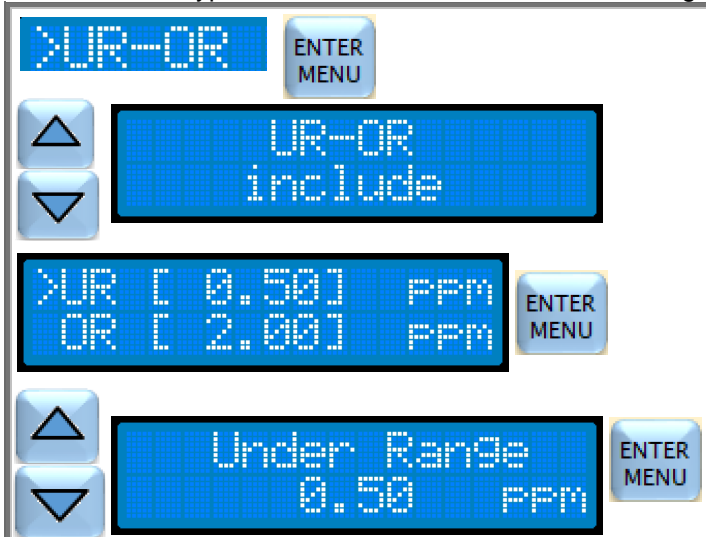 >UR-OR
ENTER
MENU
UR-OR
include
>UR [ 0.50] ppm
OR [ 2.00] ppm
ENTER
MENU
Under Range
0.50 ppm
ENTER
MENU